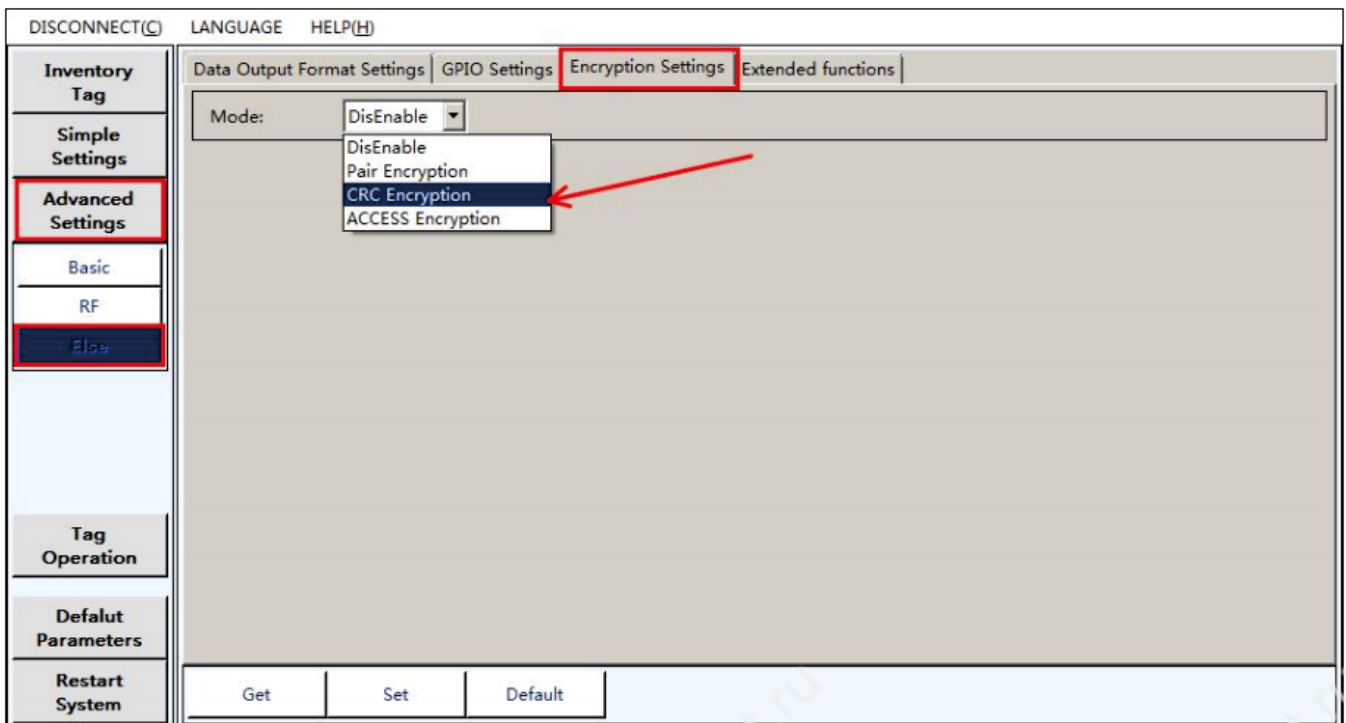 DISCONNECT(C) LANGUAGE HELP(H)
Inventory
Tag
Simple
Settings
Advanced
Settings
Basic
RF
Else
Tag
Operation
Defalut
Parameters
Restart
System
Data Output Format Settings GPIO Settings Encryption Settings Extended functions
Mode: DisEnable
DisEnable
Pair Encryption
CRC Encryption
ACCESS Encryption
Get Set Default